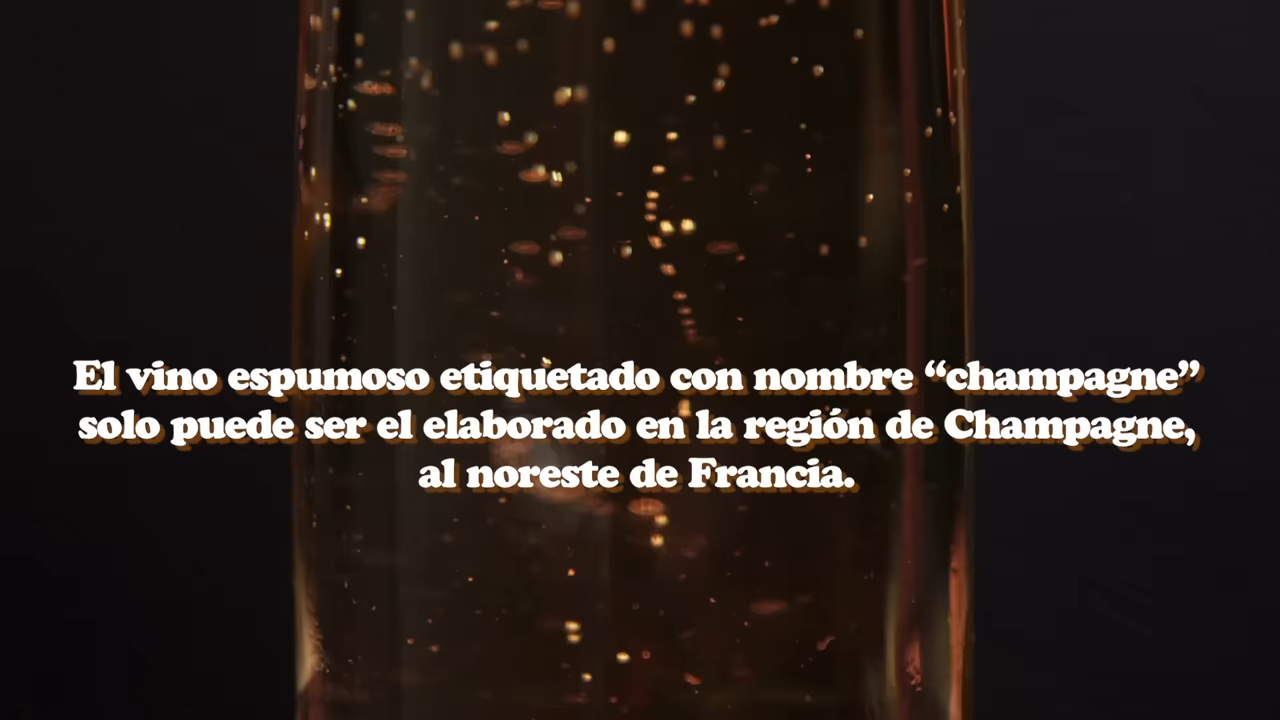 El vino espumoso etiquetado con nombre “champagne”
solo puede ser el elaborado en la región de Champagne,
al noreste de Francia.